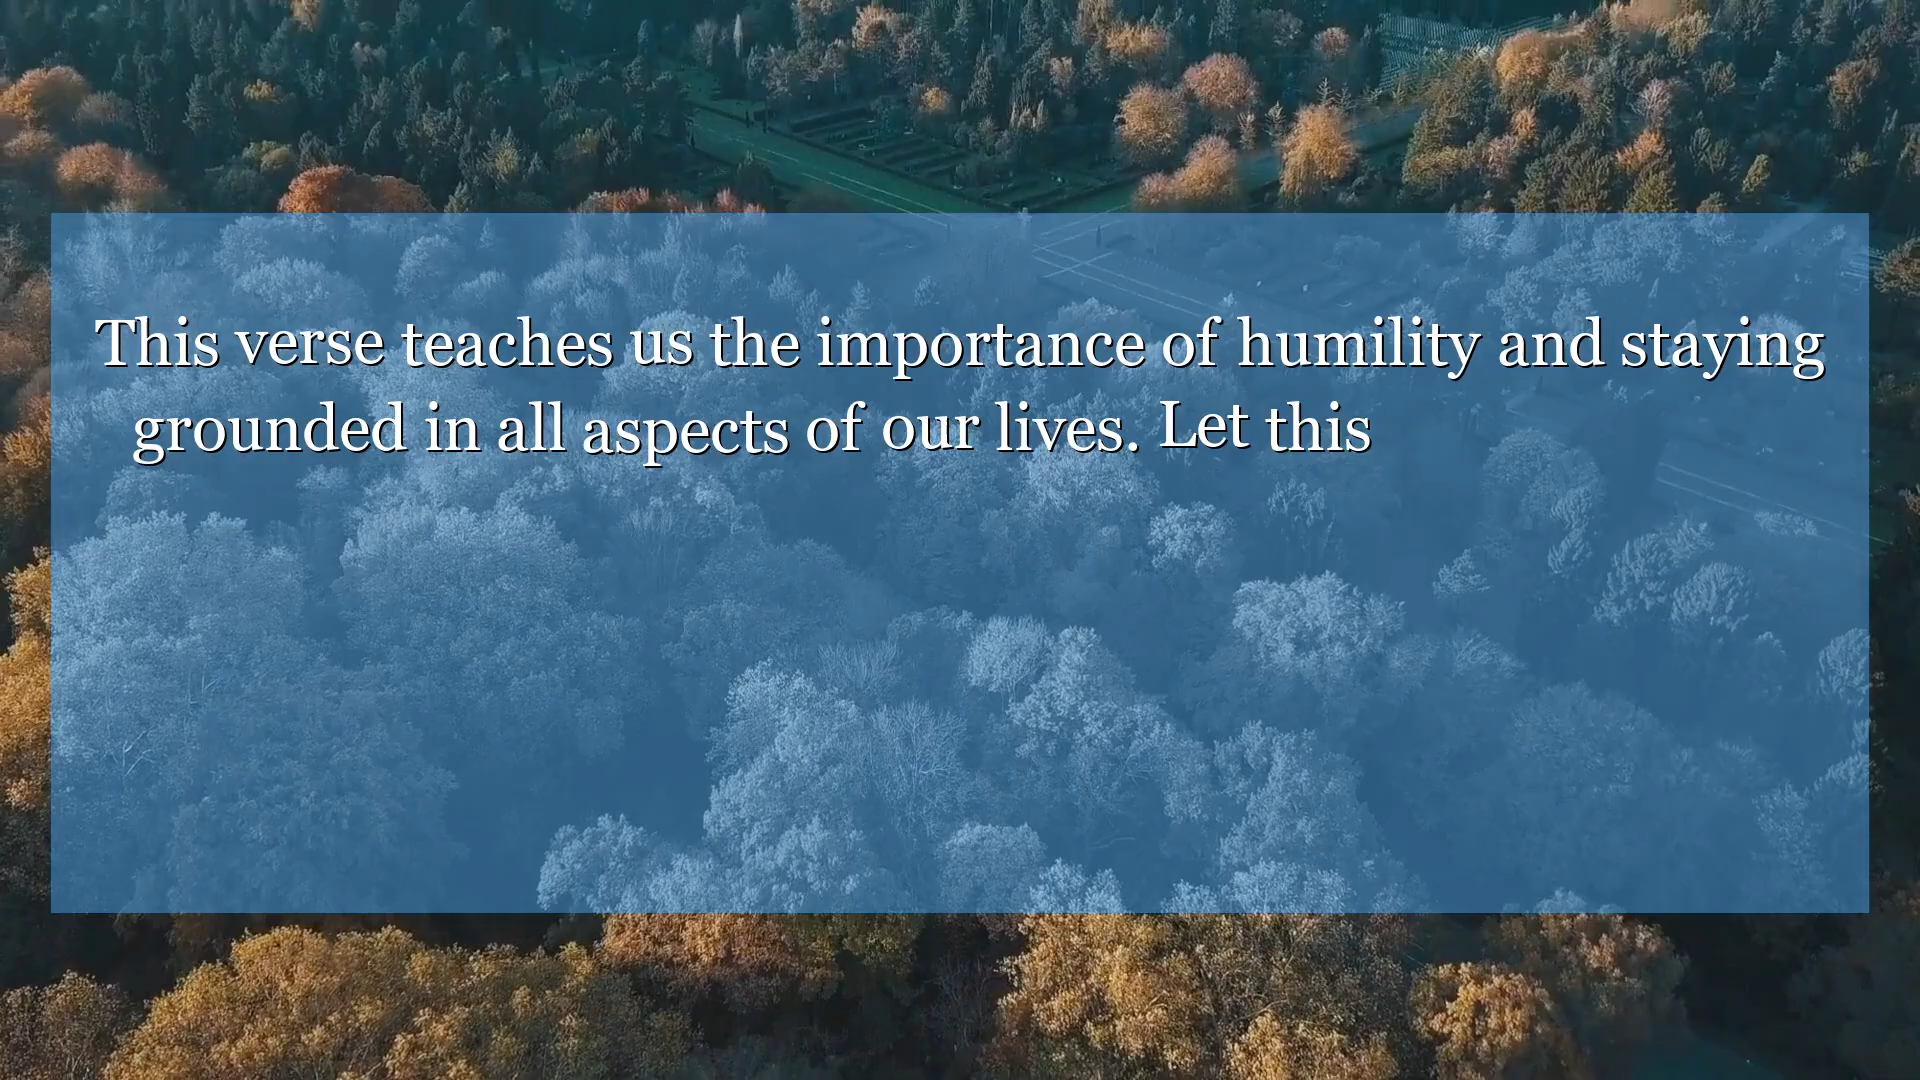 This verse teaches us the importance of humility and staying
grounded in all aspects of our lives. Let this